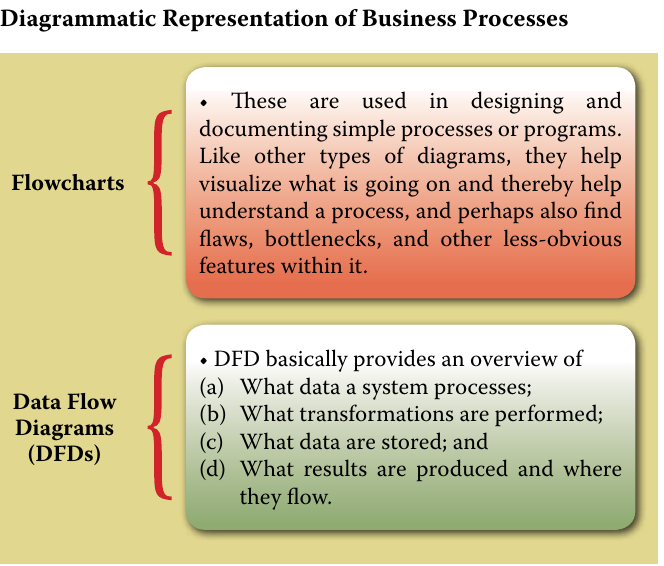 Diagrammatic Representation of Business Processes
Flowcharts
• These are used in designing and
documenting simple processes or programs.
Like other types of diagrams, they help
visualize what is going on and thereby help
understand a process, and perhaps also find
flaws, bottlenecks, and other less-obvious
features within it.
Data Flow
Diagrams
(DFDs)
• DFD basically provides an overview of
(a) What data a system processes;
(b) What transformations are performed;
(c) What data are stored; and
(d) What results are produced and where
they flow.